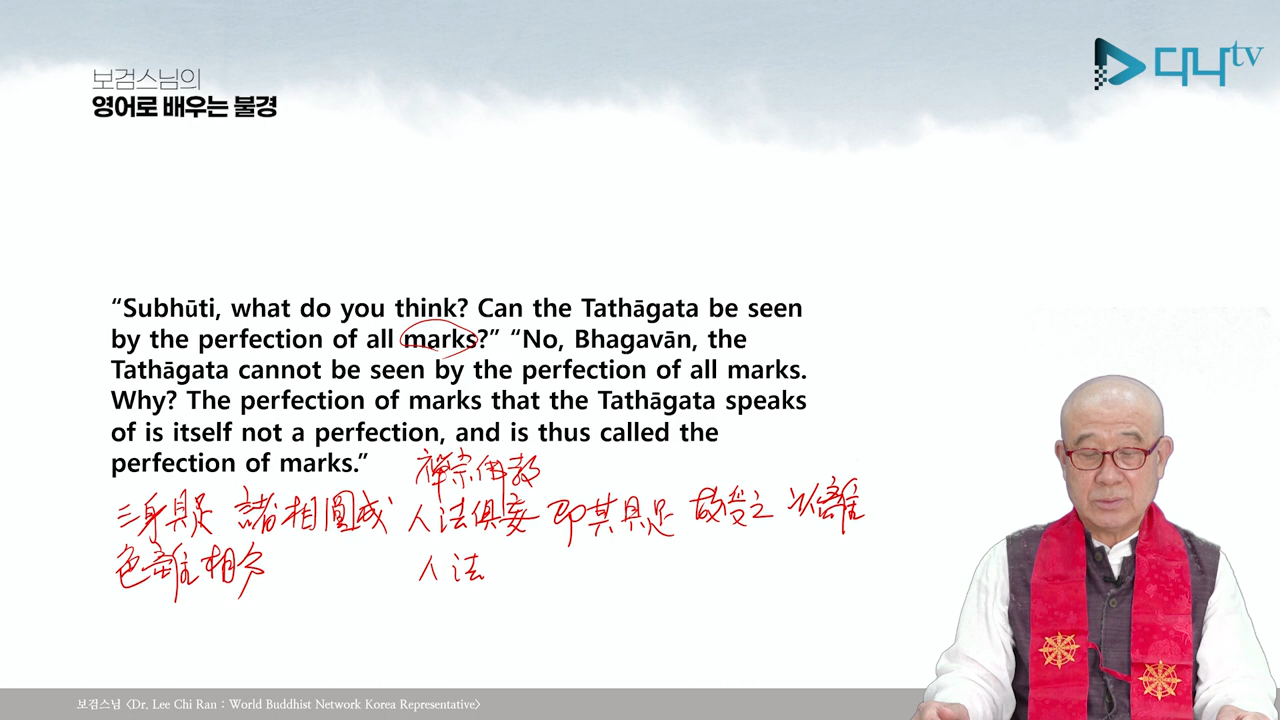 보검스님의
영어로 배우는 불경
디나tv
“Subhūti, what do you think? Can the Tathāgata be seen
by the perfection of all marks?” “No, Bhagavān, the
Tathāgata cannot be seen by the perfection of all marks.
Why? The perfection of marks that the Tathāgata speaks
of is itself not a perfection, and is thus called the
perfection of marks.”
禪宗佛教
三身具足 諸相圓成 人法俱妄 即其具足 故受之以離
色離相分 人法
보검스님 <Dr. Lee Chi Ran : World Buddhist Network Korea Representative>